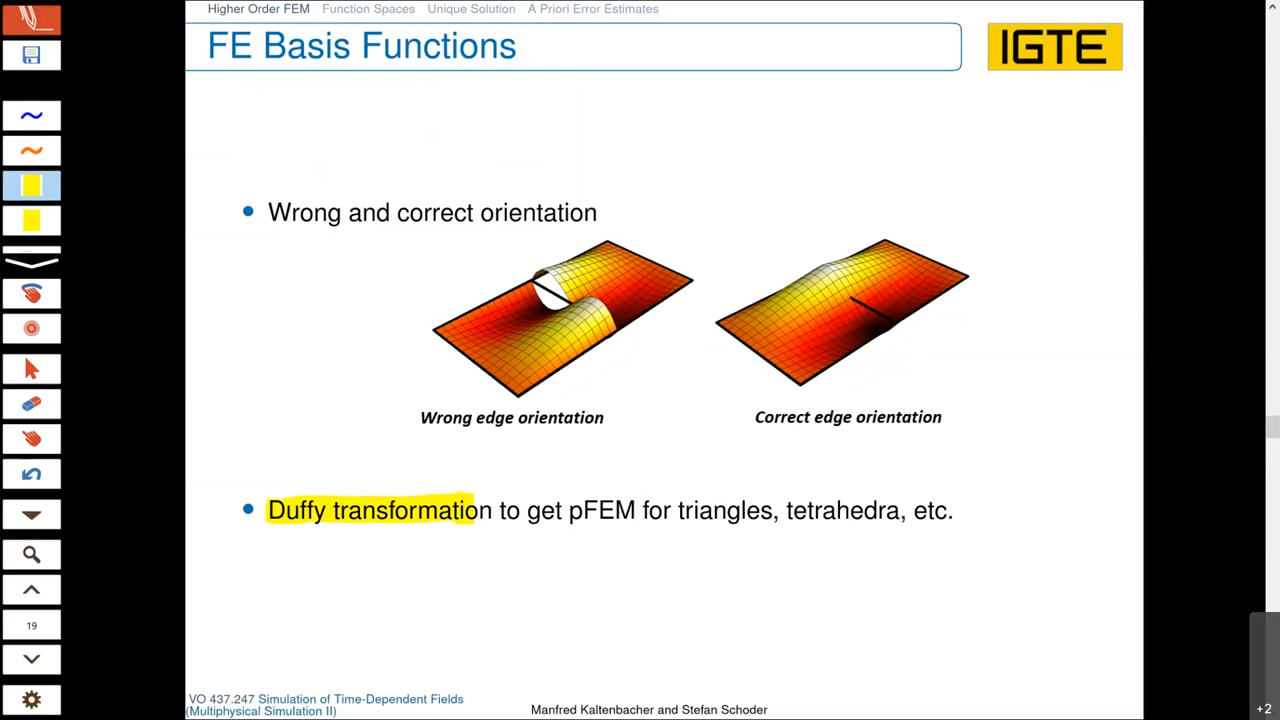 Higher Order FEM Function Spaces Unique Solution A Priori Error Estimates
FE Basis Functions
IGTE
Wrong and correct orientation
Wrong edge orientation
Correct edge orientation
Duffy transformation to get pFEM for triangles, tetrahedra, etc.
19
VO 437.247 Simulation of Time-Dependent Fields
(Multiphysical Simulation II)
Manfred Kaltenbacher and Stefan Schoder
+2